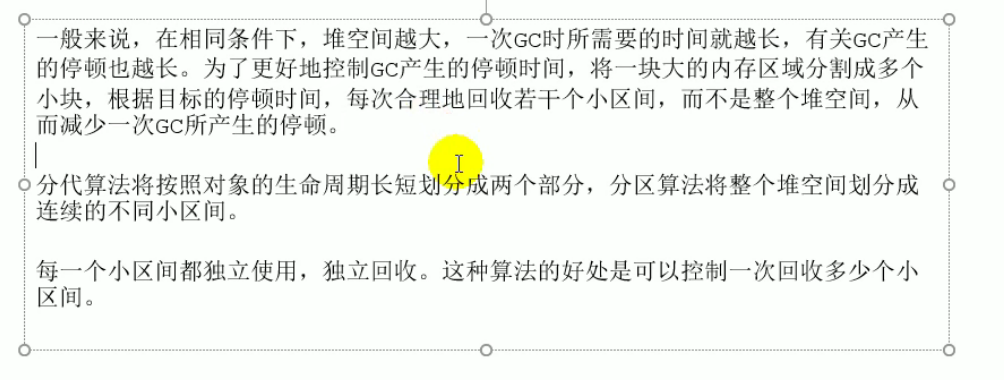 一般来说，在相同条件下，堆空间越大，一次GC时所需要的时间就越长，有关GC产生
的停顿也越长。为了更好地控制GC产生的停顿时间，将一块大的内存区域分割成多个
小块，根据目标的停顿时间，每次合理地回收若干个小区间，而不是整个堆空间，从
而减少一次GC所产生的停顿。
分代算法将按照对象的生命周期长短划分成两个部分，分区算法将整个堆空间划分成
连续的不同小区间。
每一个小区间都独立使用，独立回收。这种算法的好处是可以控制一次回收多少个小
区间。